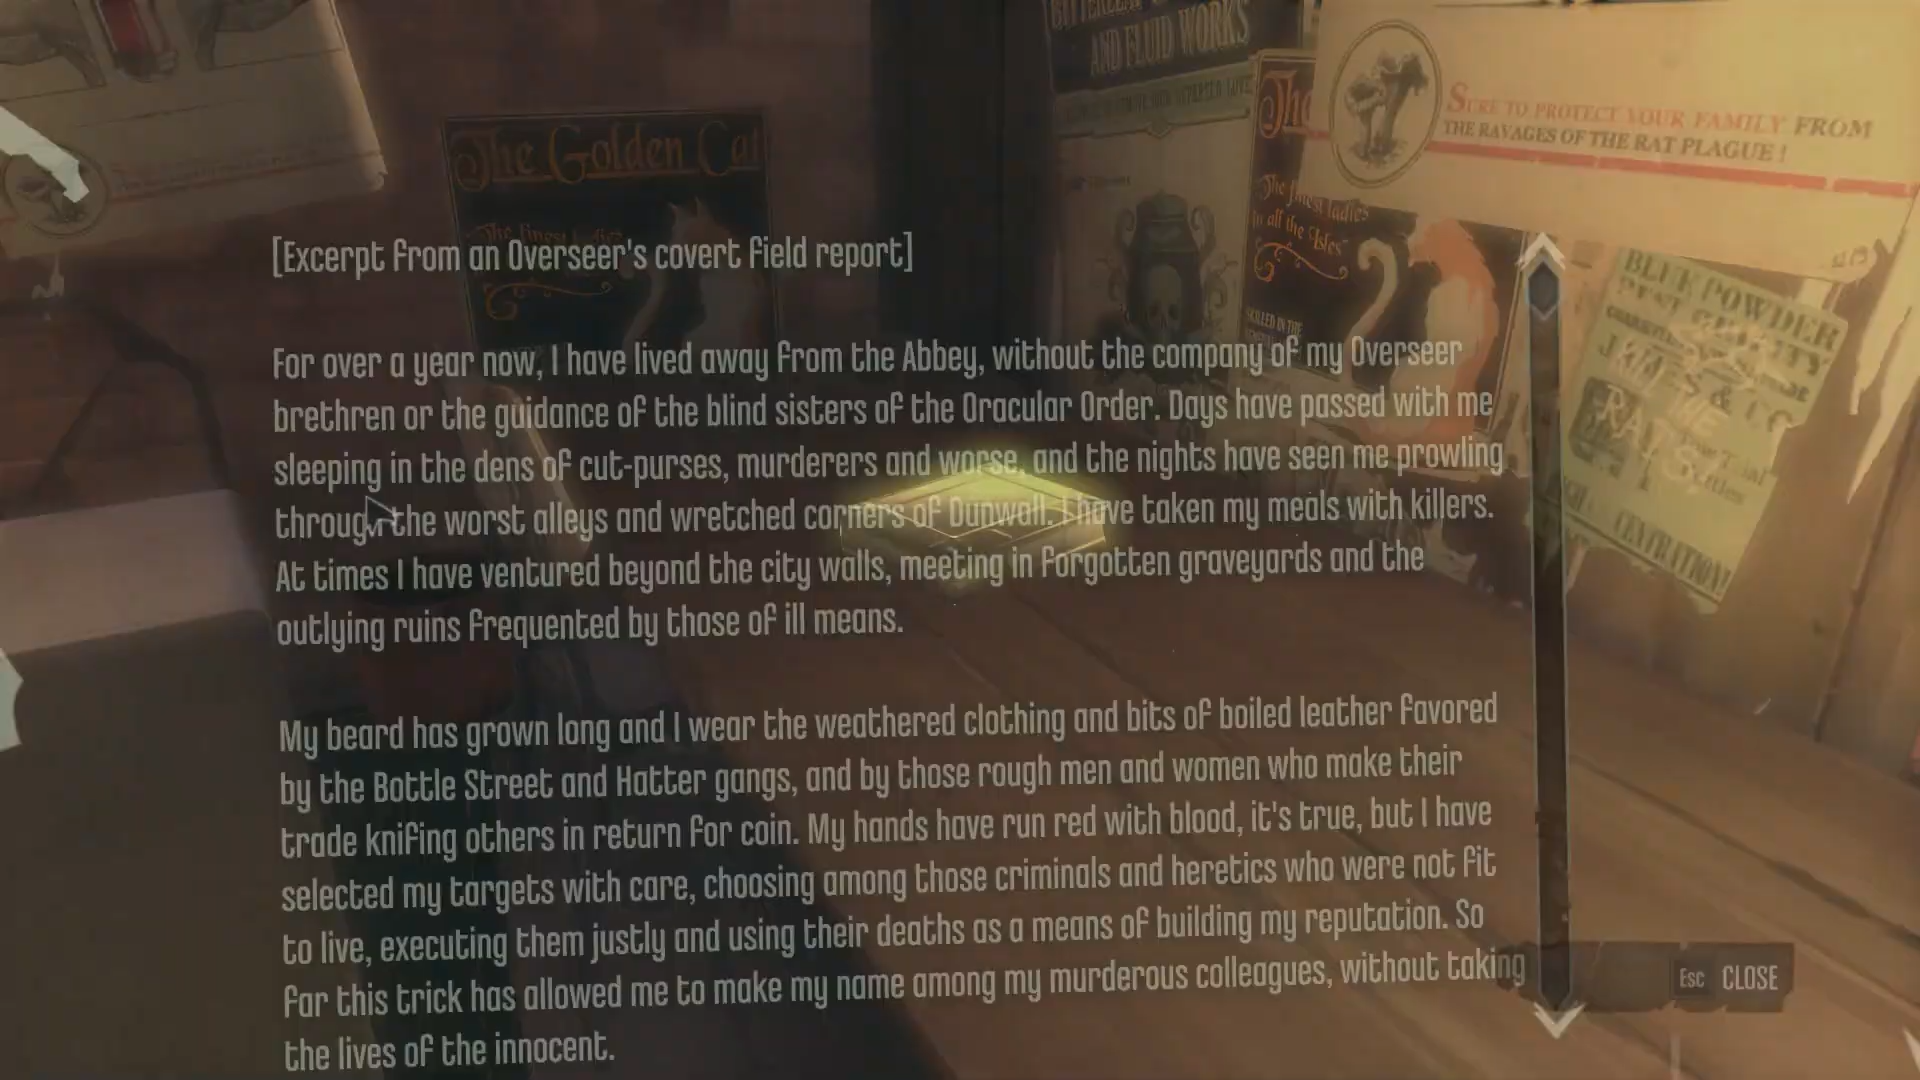 BOTTLE
AND FLUID WORKS
The Golden Cat
The finest ladies
The
The finest ladies
in all the Isles
SKILLED IN THE
SURE TO PROTECT YOUR FAMILY FROM
THE RAVAGES OF THE RAT PLAGUE!
BLUE POWDER
[Excerpt from an Overseer's covert field report]
For over a year now, I have lived away from the Abbey, without the company of my Overseer
brethren or the guidance of the blind sisters of the Oracular Order. Days have passed with me
sleeping in the dens of cut-purses, murderers and worse, and the nights have seen me prowling
through the worst alleys and wretched corners of Dunwall. I have taken my meals with killers.
At times I have ventured beyond the city walls, meeting in forgotten graveyards and the
outlying ruins frequented by those of ill means.
My beard has grown long and I wear the weathered clothing and bits of boiled leather favored
by the Bottle Street and Hatter gangs, and by those rough men and women who make their
trade knifing others in return for coin. My hands have run red with blood, it's true, but I have
selected my targets with care, choosing among those criminals and heretics who were not fit
to live, executing them justly and using their deaths as a means of building my reputation. So
far this trick has allowed me to make my name among my murderous colleagues, without taking
the lives of the innocent.
Esc CLOSE